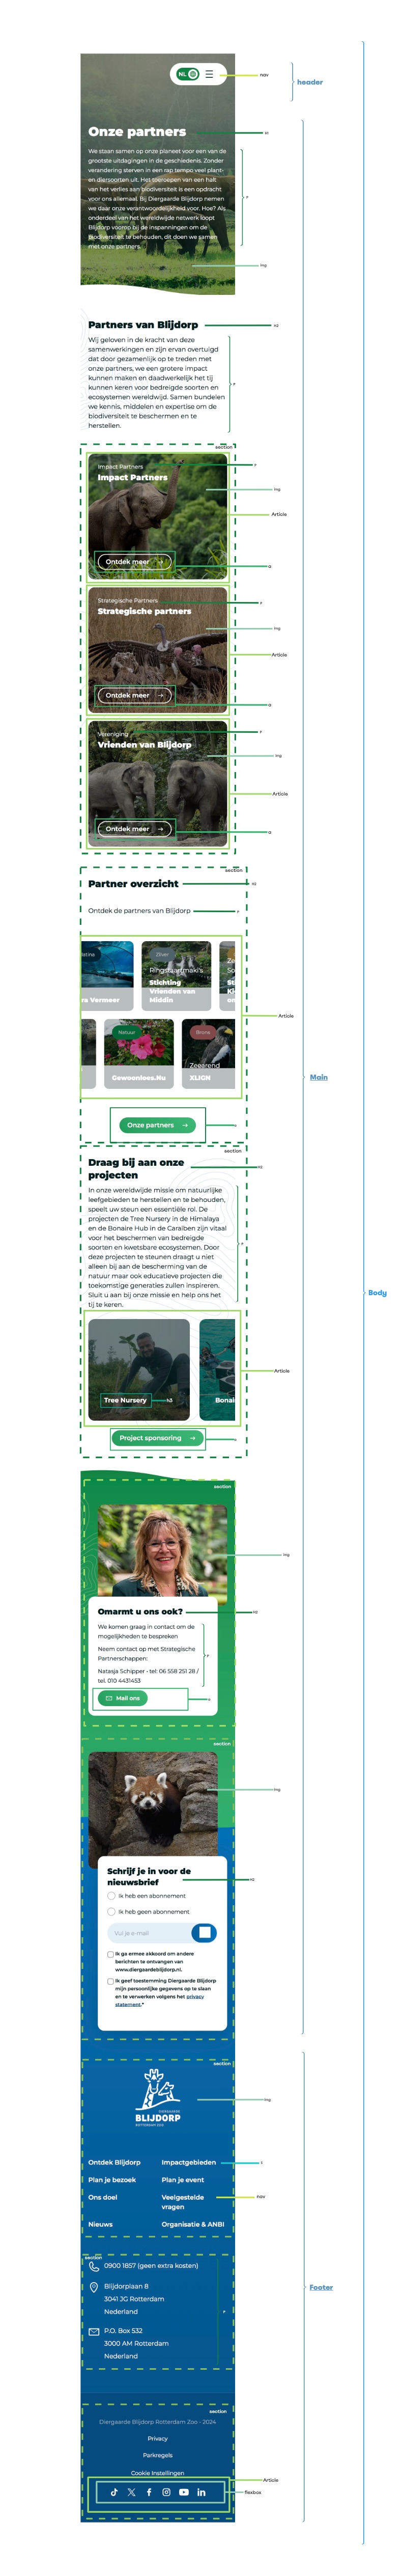 NL
nav
header
Onze partners
H1
We staan samen op onze planeet voor een van de
grootste uitdagingen in de geschiedenis. Zonder
verandering sterven in een rap tempo veel plant-
en diersoorten uit. Het toeroepen van een halt
van het verlies aan biodiversiteit is een opdracht
voor ons allemaal. Bij Diergaarde Blijdorp nemen
we daar onze verantwoordelijkheid voor. Hoe? Als
onderdeel van het wereldwijde netwerk loopt
Blijdorp voorop bij de inspanningen om de
biodiversiteit te behouden, dit doen we samen
met onze partners.
P
Img
Partners van Blijdorp
H2
Wij geloven in de kracht van deze
samenwerkingen en zijn ervan overtuigd
dat door gezamenlijk op te treden met
onze partners, we een grotere impact
kunnen maken en daadwerkelijk het tij
kunnen keren voor bedreigde soorten en
ecosystemen wereldwijd. Samen bundelen
we kennis, middelen en expertise om de
biodiversiteit te beschermen en te
herstellen.
P
section
Impact Partners
P
Impact Partners
Img
Article
Ontdek meer →
a
Strategische Partners
P
Strategische partners
Img
Article
Ontdek meer →
a
Vereniging
P
Vrienden van Blijdorp
Img
Article
Ontdek meer →
a
section
Partner overzicht
H2
Ontdek de partners van Blijdorp
P
Zilver
Ringstaartmaki's
ra Vermeer
Stichting
Vrienden van
Middin
Article
Natuur
Brons
Zeearend
Gewoonloes.Nu
XLJGN
Main
Onze partners →
section
Draag bij aan onze
projecten
H2
In onze wereldwijde missie om natuurlijke
leefgebieden te herstellen en te behouden,
speelt uw steun een essentiële rol. De
projecten de Tree Nursery in de Himalaya
en de Bonaire Hub in de Caraïben zijn vitaal
voor het beschermen van bedreigde
soorten en kwetsbare ecosystemen. Door
deze projecten te steunen draagt u niet
alleen bij aan de bescherming van de
natuur maar ook educatieve projecten die
toekomstige generaties zullen inspireren.
Sluit u aan bij onze missie en help ons het
tij te keren.
P
Body
Article
Tree Nursery
h3
Bonai
Project sponsoring →
section
Img
Omarmt u ons ook?
H2
We komen graag in contact om de
mogelijkheden te bespreken
Neem contact op met Strategische
Partnerschappen:
Natasja Schipper - tel: 06 558 251 28 /
tel. 010 4431453
P
Mail ons
section
Img
Schrijf je in voor de
nieuwsbrief
H2
Ik heb een abonnement
Ik heb geen abonnement
Vul je e-mail
Ik ga ermee akkoord om andere
berichten te ontvangen van
www.diergaardeblijdorp.nl.
Ik geef toestemming Diergaarde Blijdorp
mijn persoonlijke gegevens op te slaan
en te verwerken volgens het privacy
statement.*
section
Img
DIERGAARDE
BLIJDORP
ROTTERDAM ZOO
Ontdek Blijdorp
Impactgebieden
Plan je bezoek
Plan je event
Ons doel
Veelgestelde
vragen
nav
Nieuws
Organisatie & ANBI
section
0900 1857 (geen extra kosten)
Blijdorplaan 8
3041 JG Rotterdam
Nederland
P
P.O. Box 532
3000 AM Rotterdam
Nederland
Footer
section
Diergaarde Blijdorp Rotterdam Zoo - 2024
Privacy
Parkregels
Cookie Instellingen
Article
flexbox